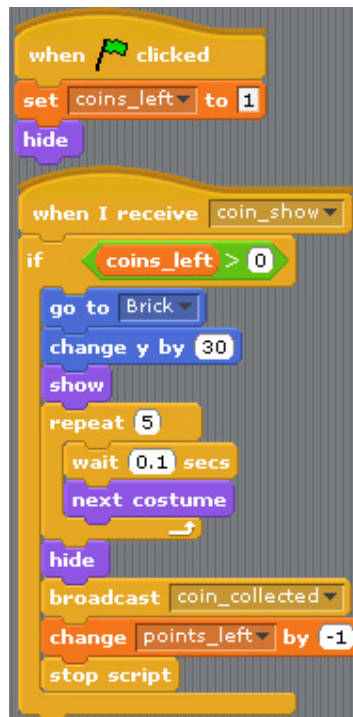 when clicked
set coins_left to 1
hide
when I receive coin_show
if coins_left > 0
go to Brick
change y by 30
show
repeat 5
wait 0.1 secs
next costume
hide
broadcast coin_collected
change points_left by -1
stop script